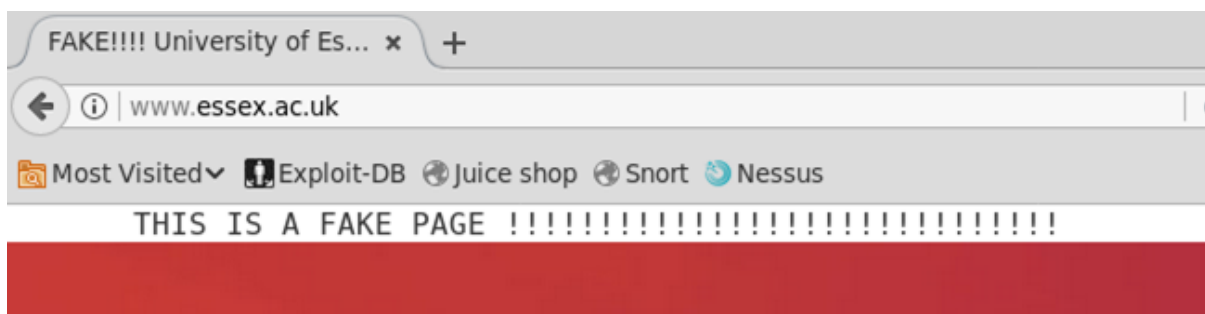 FAKE!!!! University of Es...
www.essex.ac.uk
Most Visited Exploit-DB Juice shop Snort Nessus
THIS IS A FAKE PAGE !!!!!!!!!!!!!!!!!!!!!!!!!!!!!!